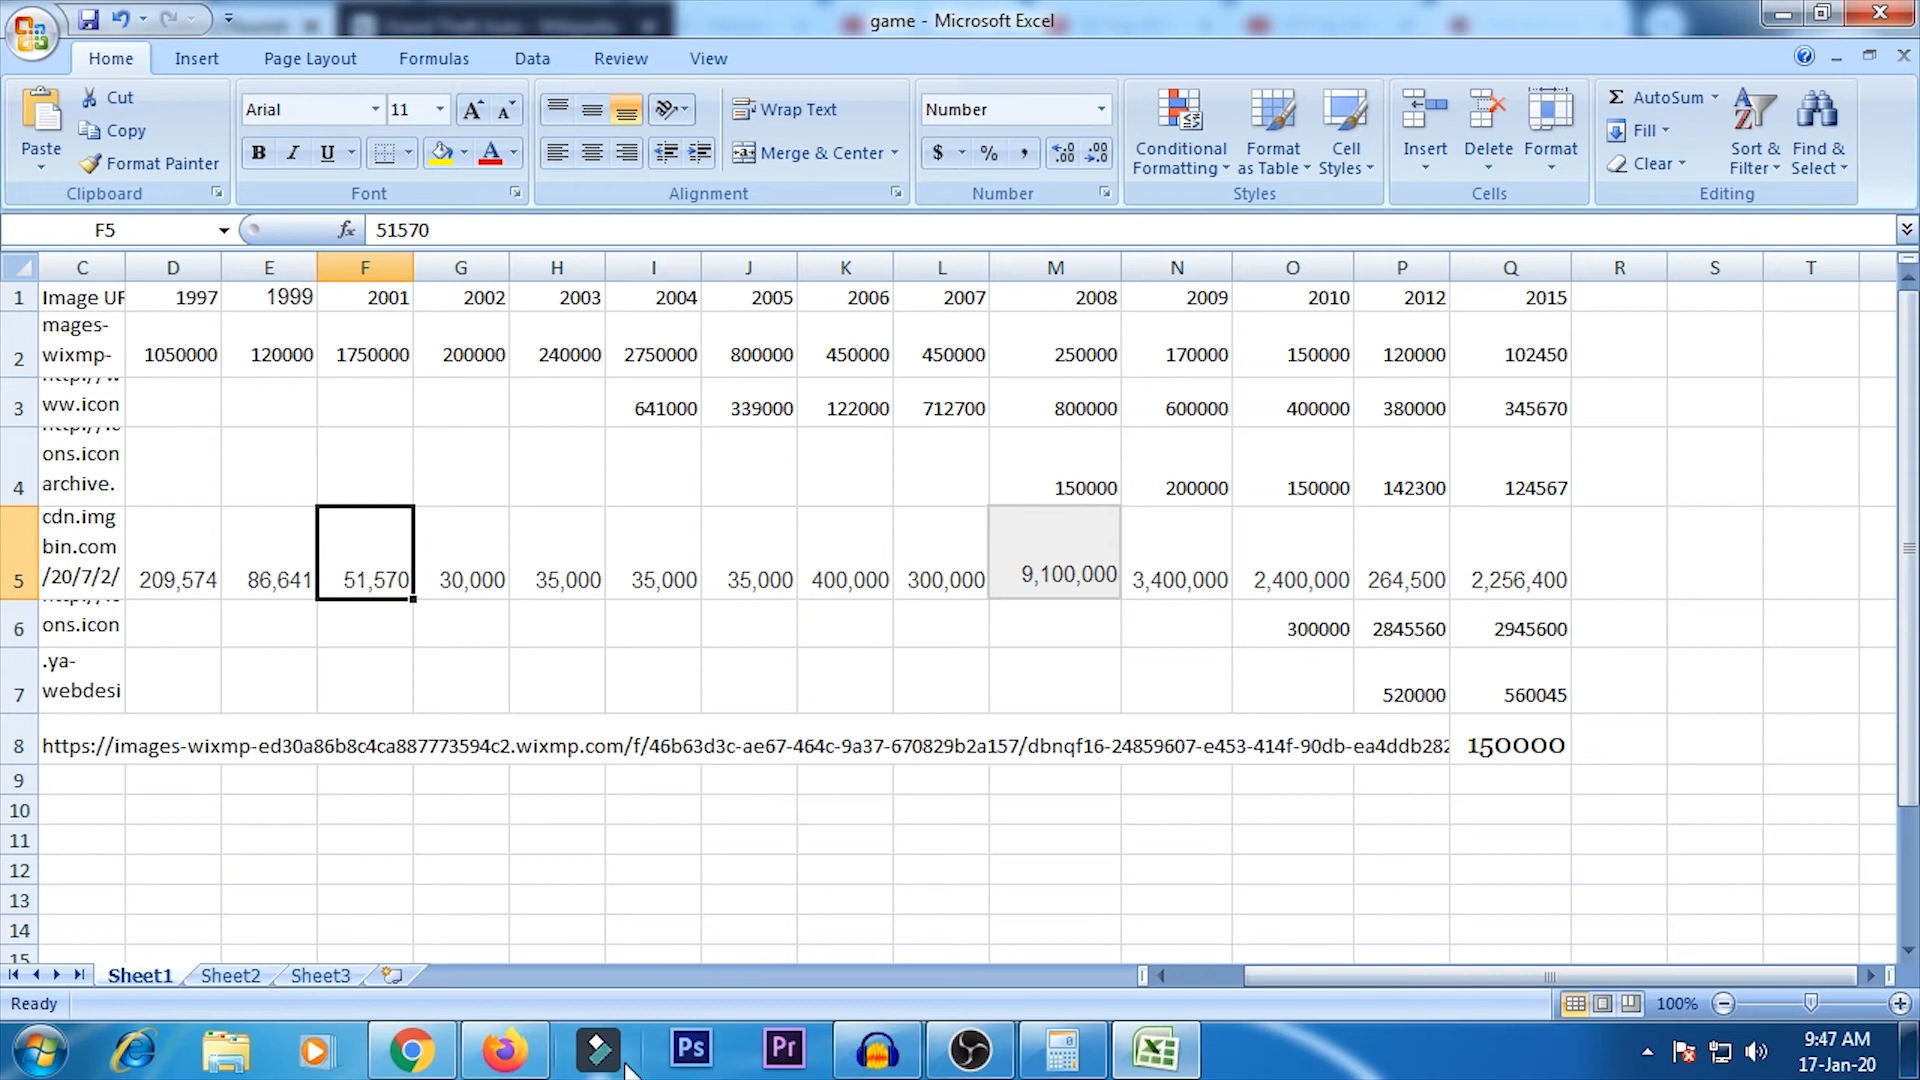 game - Microsoft Excel
Home Insert Page Layout Formulas Data Review View
Cut
Copy
Format Painter
Paste
Clipboard
Arial 11
B I U
Font
Wrap Text
Merge & Center
Alignment
Number
$ % ,
Number
Conditional Formatting
Format as Table
Cell Styles
Styles
Insert Delete Format
Cells
Σ AutoSum
Fill
Clear
Sort & Filter
Find & Select
Editing
F5 fx 51570
C D E F G H I J K L M N O P Q R S T
1 Image UR 1997 1999 2001 2002 2003 2004 2005 2006 2007 2008 2009 2010 2012 2015
mages-
2 wixmp- 1050000 120000 1750000 200000 240000 2750000 800000 450000 450000 250000 170000 150000 120000 102450
3 ww.icon 641000 339000 122000 712700 800000 600000 400000 380000 345670
ons.icon
4 archive. 150000 200000 150000 142300 124567
cdn.img
bin.com
5 /20/7/2/ 209,574 86,641 51,570 30,000 35,000 35,000 35,000 400,000 300,000 9,100,000 3,400,000 2,400,000 264,500 2,256,400
6 ons.icon 300000 2845560 2945600
.ya-
7 webdesi 520000 560045
8 https://images-wixmp-ed30a86b8c4ca887773594c2.wixmp.com/f/46b63d3c-ae67-464c-9a37-670829b2a157/dbnqf16-24859607-e453-414f-90db-ea4ddb282 150000
9
10
11
12
13
14
15
Sheet1 Sheet2 Sheet3
Ready 100%
Ps Pr
9:47 AM
17-Jan-20